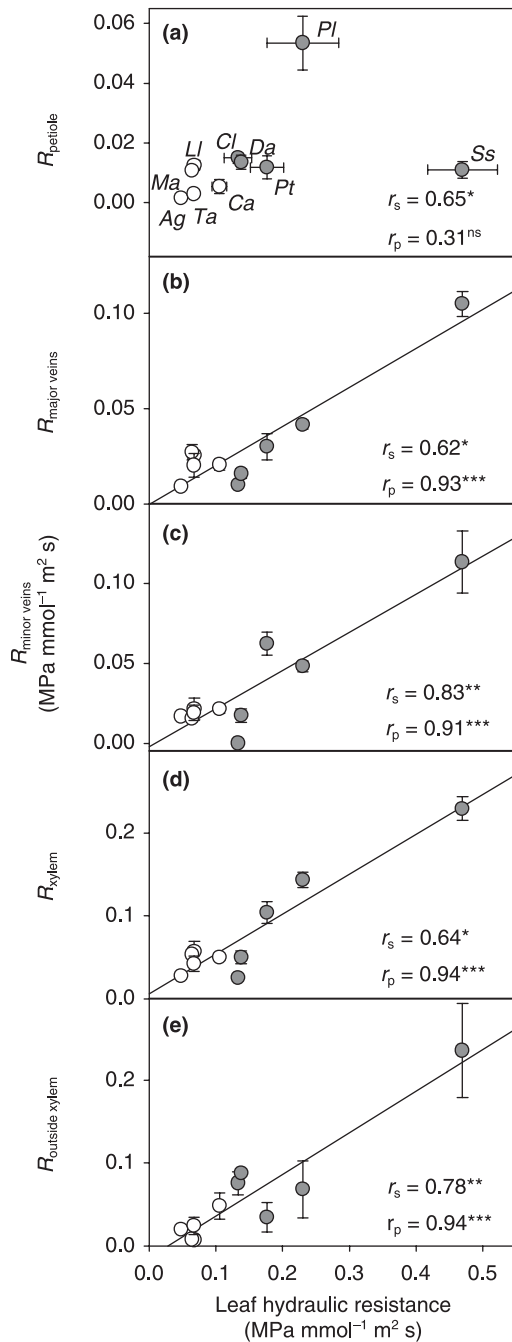 (a)
0.06
0.04
0.02
0.00
R petiole
Pl
Ll
Cl
Da
Ss
Ma
Pt
Ag
Ta
Ca
rs = 0.65*
rp = 0.31ns
(b)
0.10
0.05
0.00
R major veins
rs = 0.62*
rp = 0.93***
(c)
0.10
0.05
0.00
R minor veins
(MPa mmol−1 m2 s)
rs = 0.83**
rp = 0.91***
(d)
0.2
0.1
0.0
R xylem
rs = 0.64*
rp = 0.94***
(e)
0.2
0.1
0.0
R outside xylem
rs = 0.78**
rp = 0.94***
0.0 0.1 0.2 0.3 0.4 0.5
Leaf hydraulic resistance
(MPa mmol−1 m2 s)